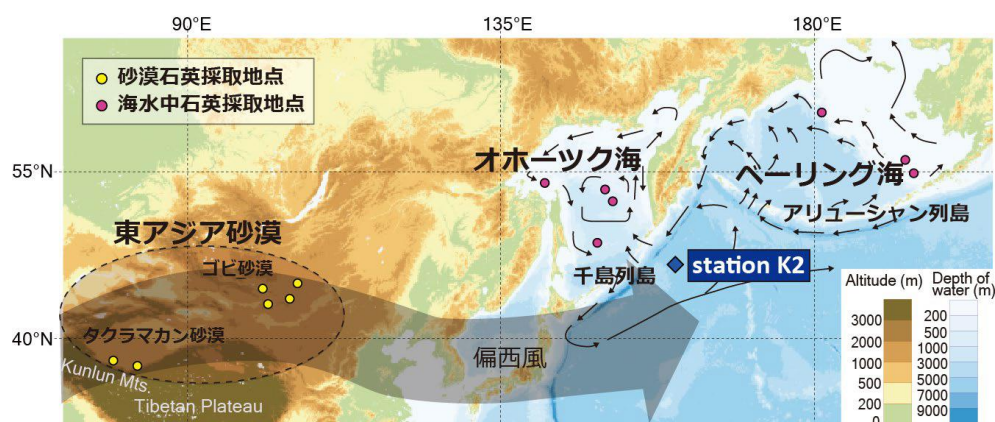 90°E
135°E
180°E
砂漠石英採取地点
海水中石英採取地点
オホーツク海
55°N
55°N
ベーリング海
アリューシャン列島
東アジア砂漠
ゴビ砂漠
station K2
千島列島
タクラマカン砂漠
40°N
40°N
偏西風
Kunlun Mts.
Tibetan Plateau
Altitude (m)
3000
2000
1000
500
200
0
Depth of
water (m)
200
500
1000
3000
5000
7000
9000